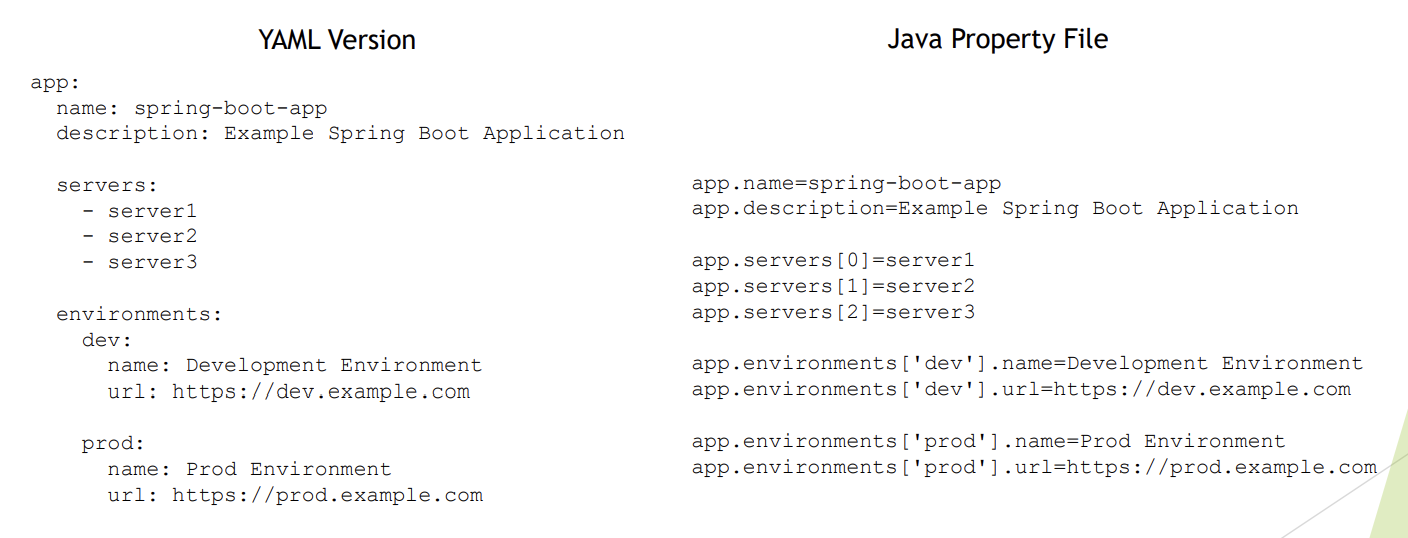 YAML Version
app:
  name: spring-boot-app
  description: Example Spring Boot Application
  servers:
    - server1
    - server2
    - server3
  environments:
    dev:
      name: Development Environment
      url: https://dev.example.com
    prod:
      name: Prod Environment
      url: https://prod.example.com
Java Property File
app.name=spring-boot-app
app.description=Example Spring Boot Application
app.servers[0]=server1
app.servers[1]=server2
app.servers[2]=server3
app.environments['dev'].name=Development Environment
app.environments['dev'].url=https://dev.example.com
app.environments['prod'].name=Prod Environment
app.environments['prod'].url=https://prod.example.com